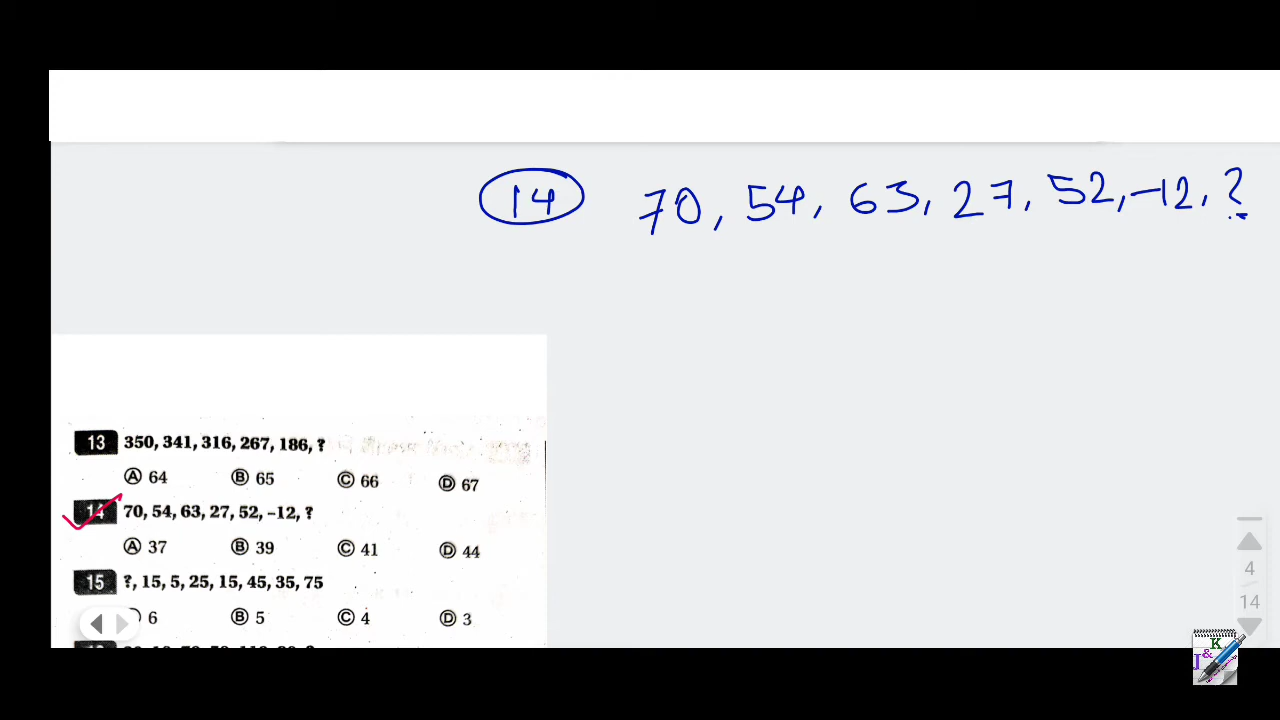 14 70, 54, 63, 27, 52, -12, ?
13 350, 341, 316, 267, 186, ?
A 64 B 65 C 66 D 67
14 70, 54, 63, 27, 52, -12, ?
A 37 B 39 C 41 D 44
15 ?, 15, 5, 25, 15, 45, 35, 75
6 B 5 C 4 D 3
4
14
J&K